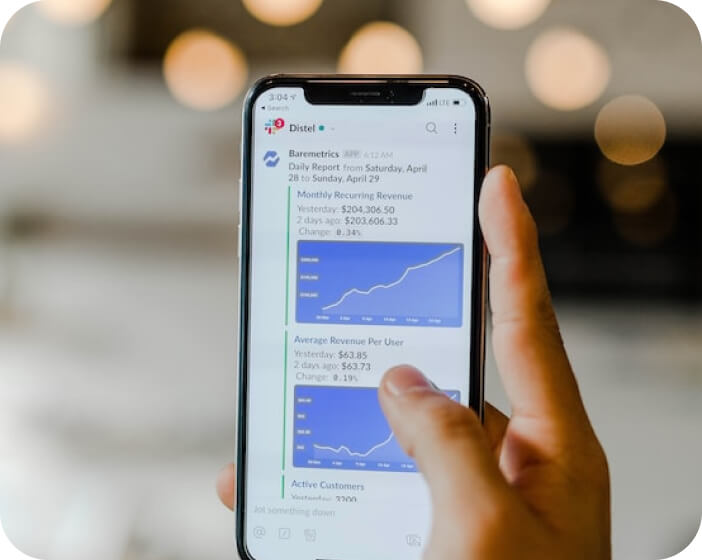 3:04
Search
LTE
3
Distel
Baremetrics APP 6:12 AM
Daily Report from Saturday, April
28 to Sunday, April 29
Monthly Recurring Revenue
Yesterday: $204,306.50
2 days ago: $203,606.33
Change: 0.34%
Average Revenue Per User
Yesterday: $63.85
2 days ago: $63.73
Change: 0.19%
Active Customers
Yesterday: 3200
Jot something down